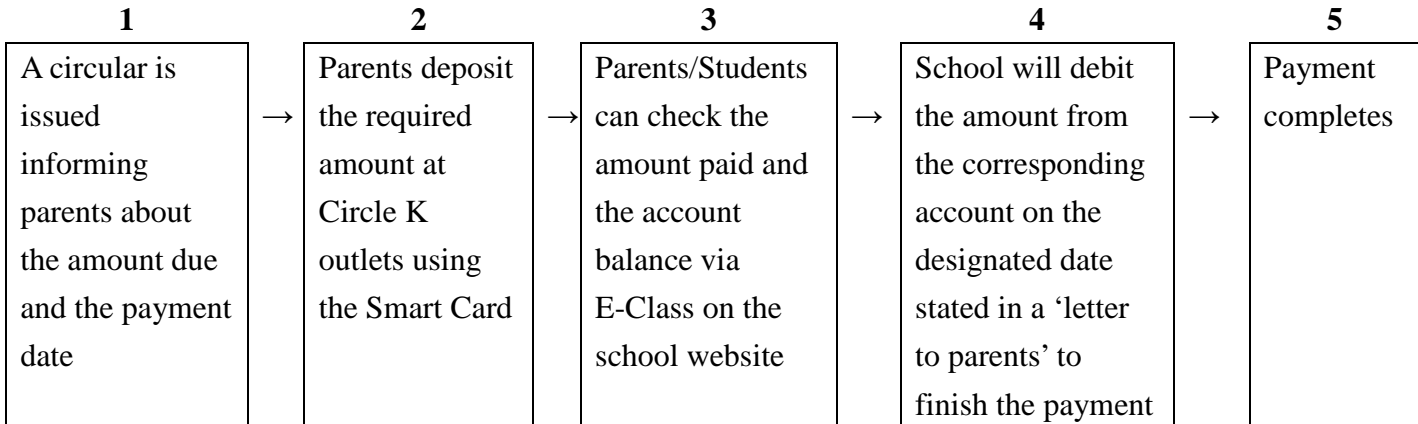 1
A circular is
issued
informing
parents about
the amount due
and the payment
date
→
2
Parents deposit
the required
amount at
Circle K
outlets using
the Smart Card
→
3
Parents/Students
can check the
amount paid and
the account
balance via
E-Class on the
school website
→
4
School will debit
the amount from
the corresponding
account on the
designated date
stated in a ‘letter
to parents’ to
finish the payment
→
5
Payment
completes